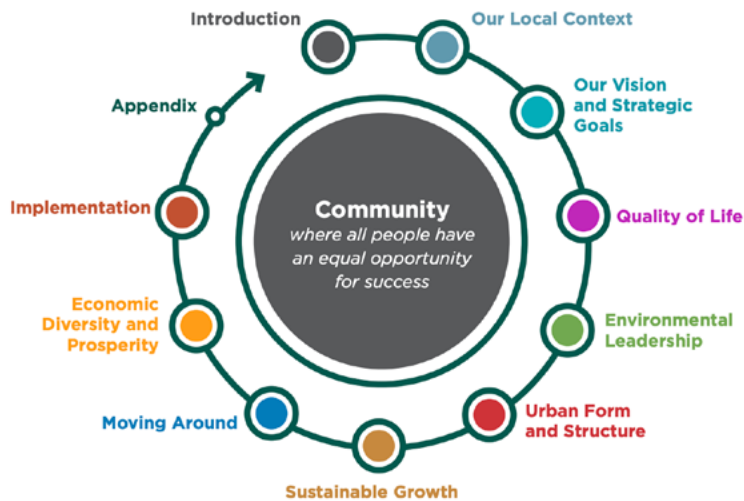 Introduction
Our Local Context
Our Vision
and Strategic
Goals
Quality of Life
Environmental
Leadership
Urban Form
and Structure
Sustainable Growth
Moving Around
Economic
Diversity and
Prosperity
Implementation
Appendix
Community
where all people have
an equal opportunity
for success